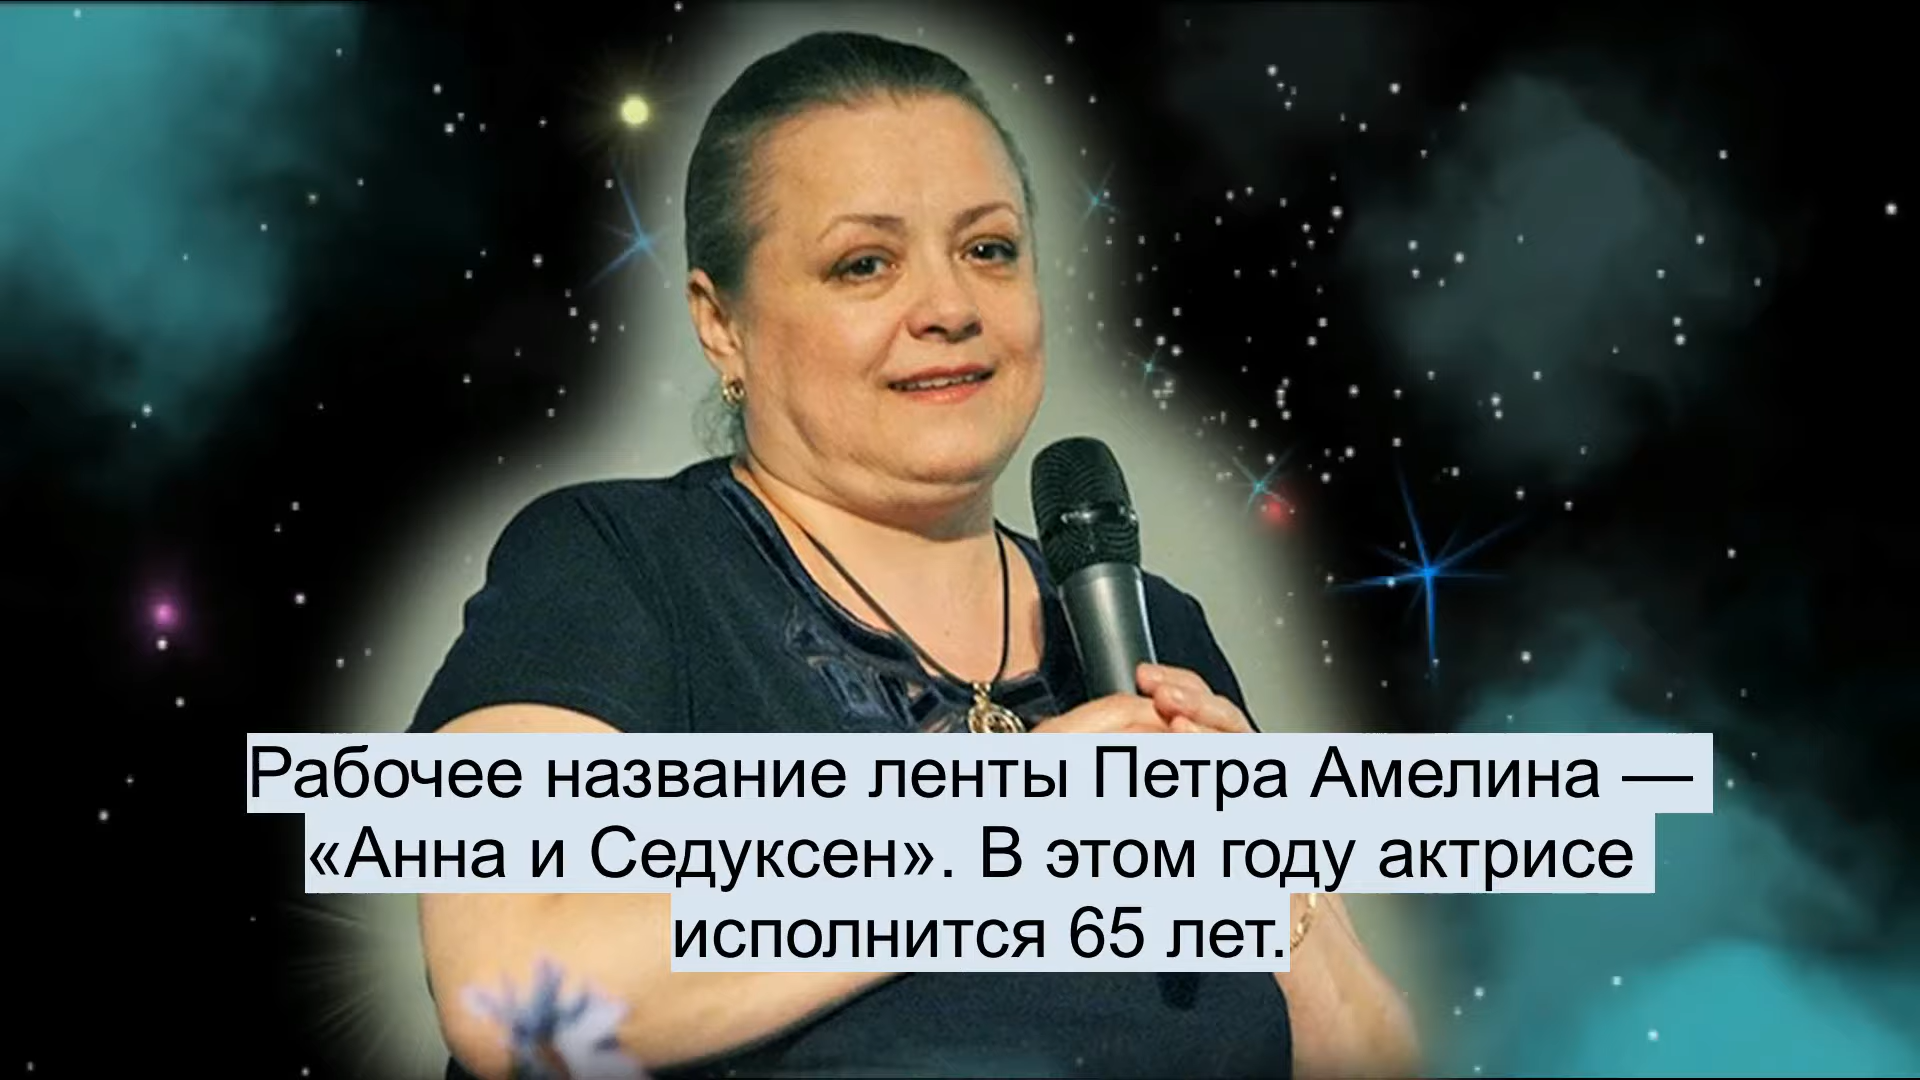 Рабочее название ленты Петра Амелина —
«Анна и Седуксен». В этом году актрисе
исполнится 65 лет.